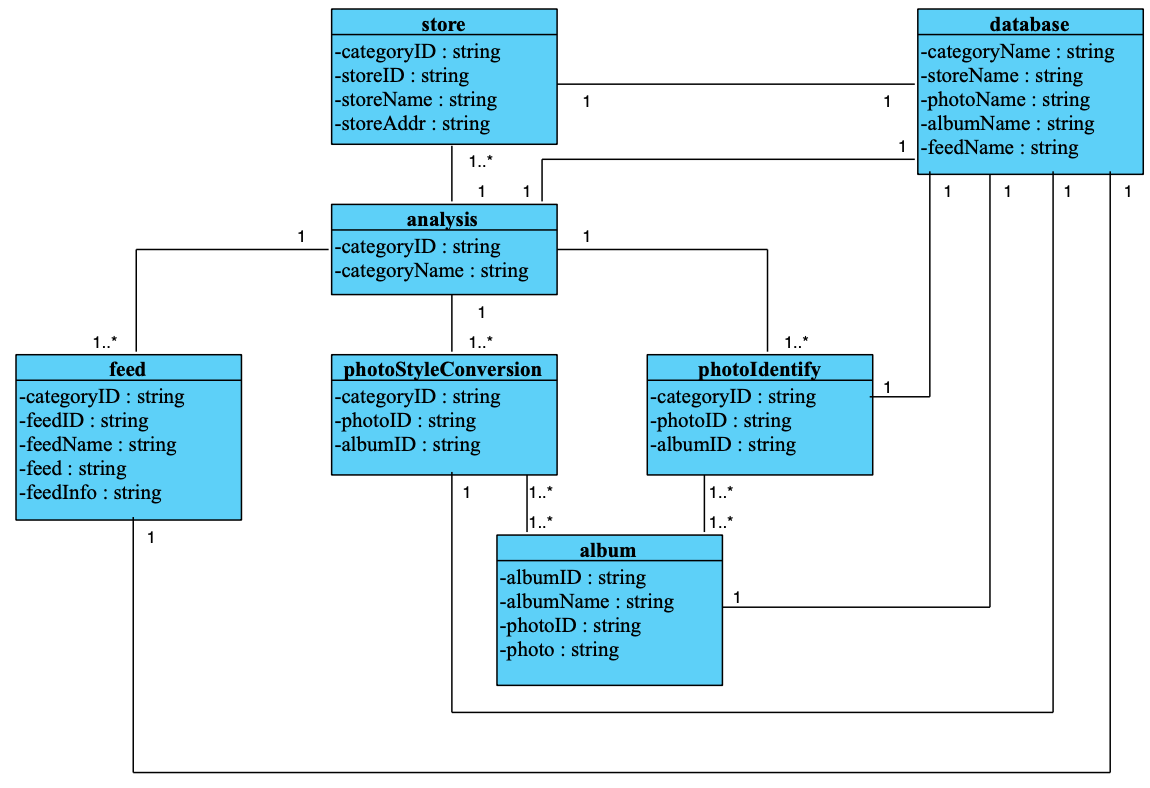 store
-categoryID : string
-storeID : string
-storeName : string
-storeAddr : string
database
-categoryName : string
-storeName : string
-photoName : string
-albumName : string
-feedName : string
1
1
1..*
1
1
1
1
1
1
1
analysis
-categoryID : string
-categoryName : string
1
1
1
1..*
1..*
1..*
feed
-categoryID : string
-feedID : string
-feedName : string
-feed : string
-feedInfo : string
photoStyleConversion
-categoryID : string
-photoID : string
-albumID : string
photoIdentify
-categoryID : string
-photoID : string
-albumID : string
1
1
1..*
1..*
1..*
1..*
1
album
-albumID : string
-albumName : string
-photoID : string
-photo : string
1